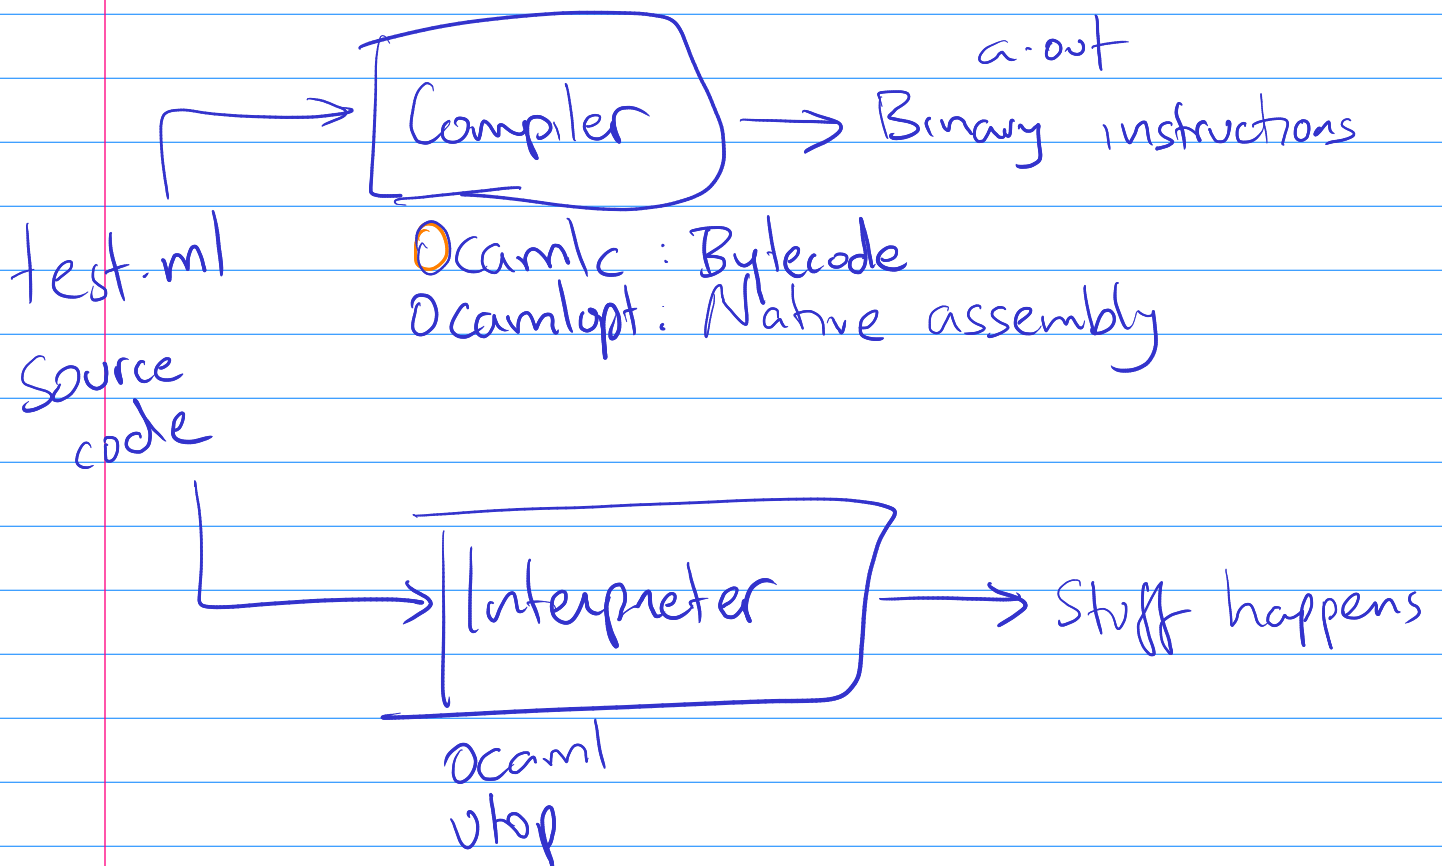 a.out
Compiler
Binary instructions
test.ml
Ocamlc : Bytecode
Ocamlopt : Native assembly
Source
code
Interpreter
Stuff happens
ocaml
utop